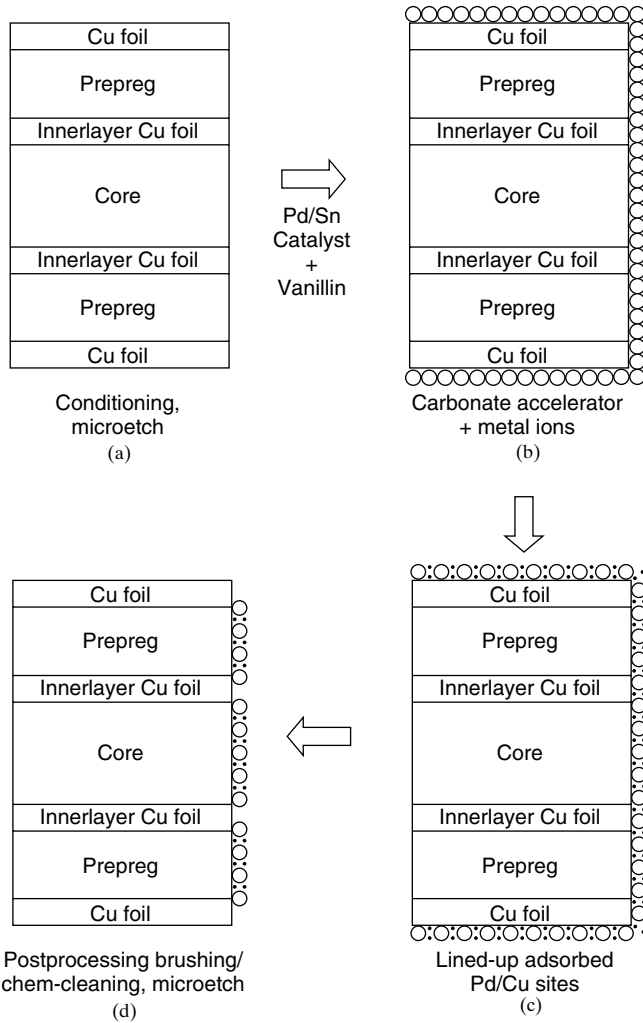 Cu foil
Prepreg
Innerlayer Cu foil
Core
Innerlayer Cu foil
Prepreg
Cu foil
Conditioning,
microetch
(a)
Pd/Sn
Catalyst
+
Vanillin
Cu foil
Prepreg
Innerlayer Cu foil
Core
Innerlayer Cu foil
Prepreg
Cu foil
Carbonate accelerator
+ metal ions
(b)
Cu foil
Prepreg
Innerlayer Cu foil
Core
Innerlayer Cu foil
Prepreg
Cu foil
Lined-up adsorbed
Pd/Cu sites
(c)
Cu foil
Prepreg
Innerlayer Cu foil
Core
Innerlayer Cu foil
Prepreg
Cu foil
Postprocessing brushing/
chem-cleaning, microetch
(d)